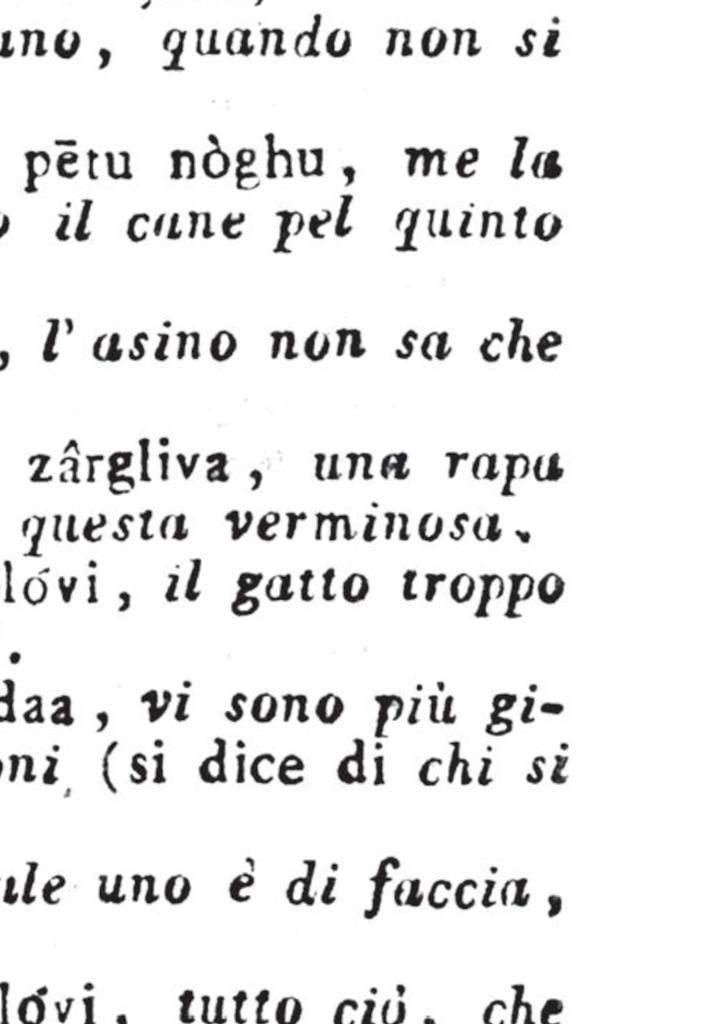 uno, quando non si
pētu nòghu, me la
il cane pel quinto
, l'asino non sa che
zârgliva, una rapa
questa verminosa.
lóvi, il gatto troppo
.
daa, vi sono più gi-
oni (si dice di chi si
ale uno è di faccia,
lóvi, tutto ciò, che